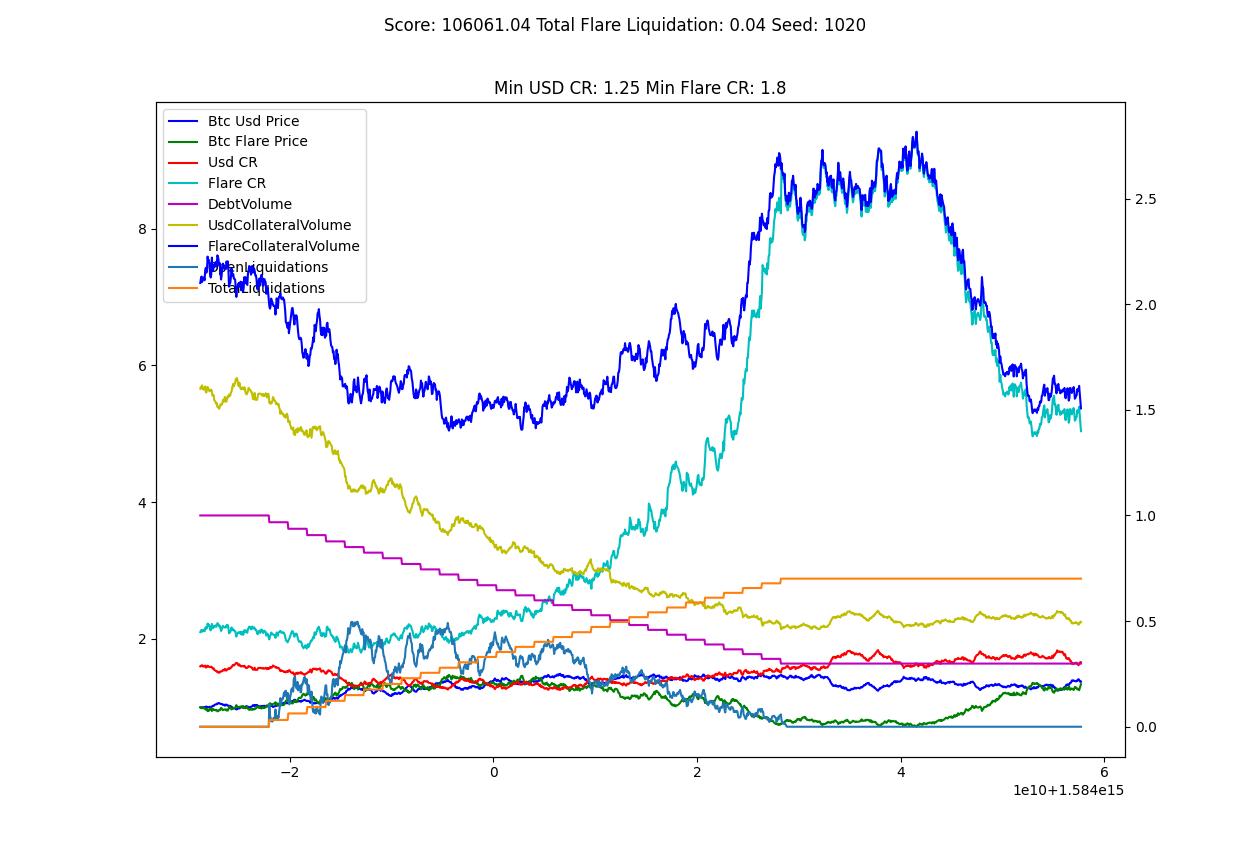 Score: 106061.04 Total Flare Liquidation: 0.04 Seed: 1020
Min USD CR: 1.25 Min Flare CR: 1.8
Btc Usd Price
Btc Flare Price
Usd CR
Flare CR
DebtVolume
UsdCollateralVolume
FlareCollateralVolume
OpenLiquidations
TotalLiquidations
8
6
4
2
2.5
2.0
1.5
1.0
0.5
0.0
−2 0 2 4 6
1e10+1.584e15